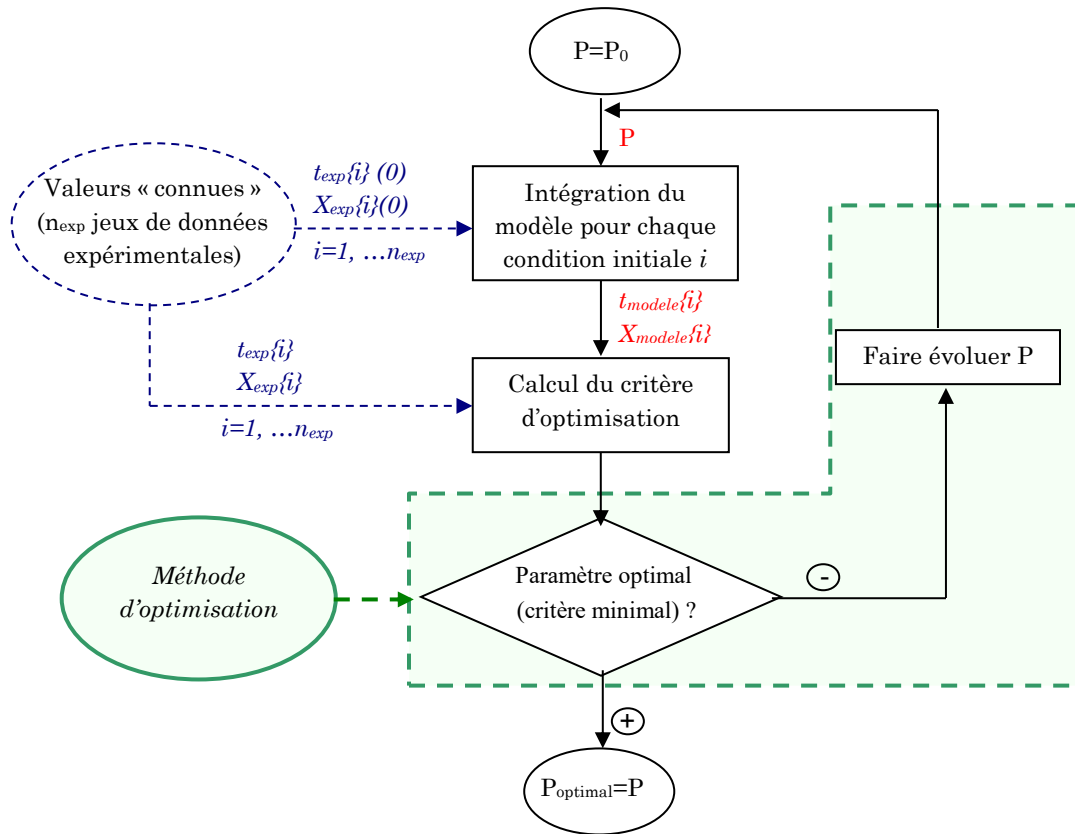 P=P0
P
Valeurs « connues »
(nexp jeux de données
expérimentales)
texp{i} (0)
Xexp{i}(0)
i=1, …nexp
Intégration du
modèle pour chaque
condition initiale i
tmodele{i}
Xmodele{i}
texp{i}
Xexp{i}
i=1, …nexp
Calcul du critère
d’optimisation
Faire évoluer P
Méthode
d’optimisation
Paramètre optimal
(critère minimal) ?
-
+
Poptimal=P